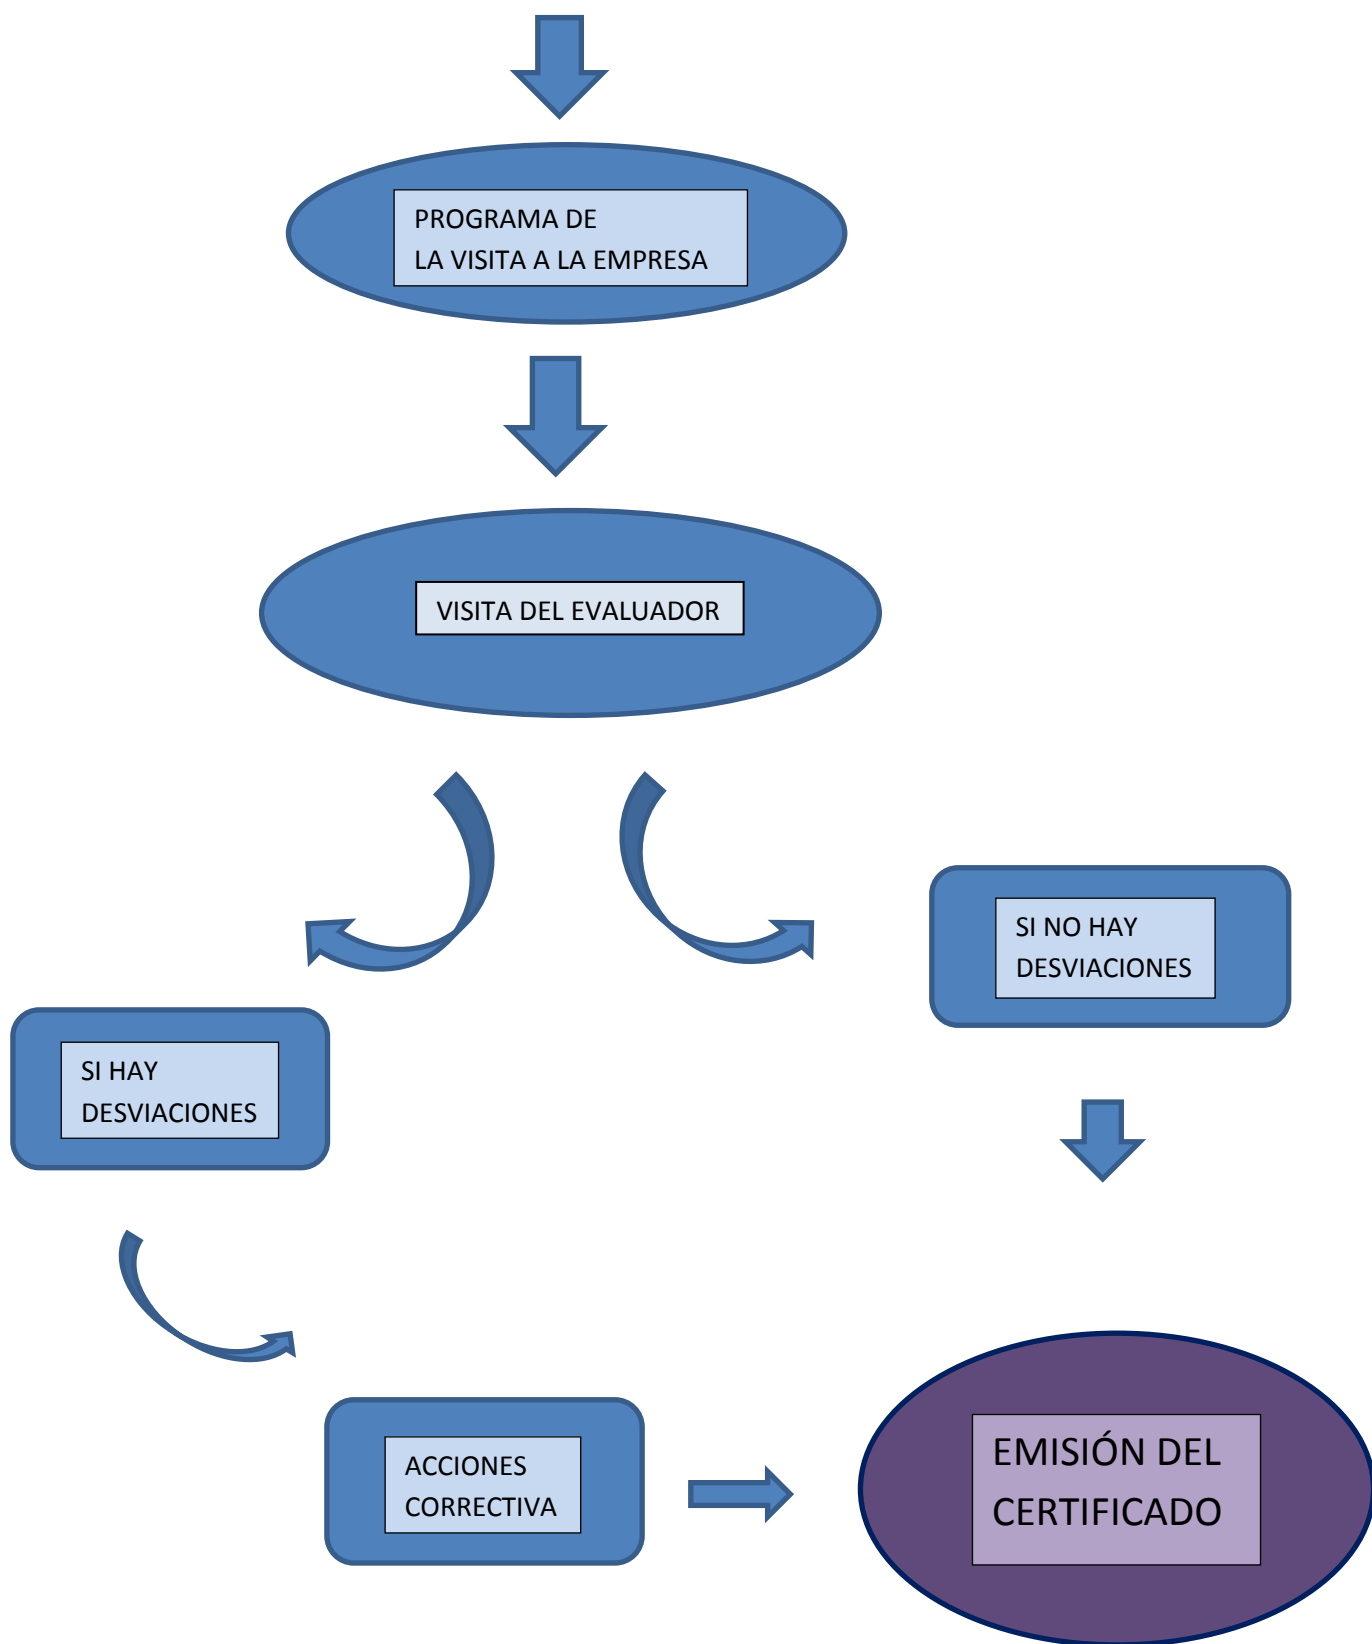 PROGRAMA DE
LA VISITA A LA EMPRESA
VISITA DEL EVALUADOR
SI NO HAY
DESVIACIONES
SI HAY
DESVIACIONES
ACCIONES
CORRECTIVA
EMISIÓN DEL
CERTIFICADO